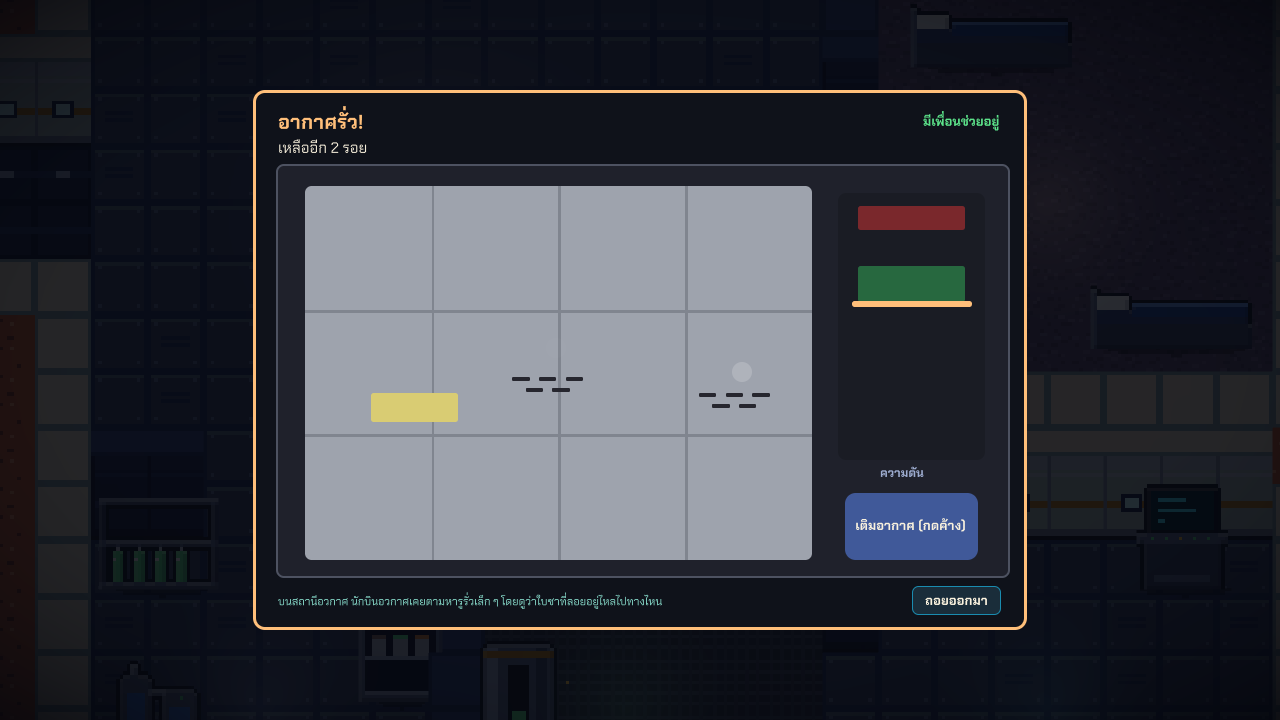 อากาศรั่ว!
มีเพื่อนช่วยอยู่
เหลืออีก 2 รอย
ความดัน
เติมอากาศ (กดค้าง)
บนสถานีอวกาศ นักบินอวกาศเคยตามหารูรั่วเล็ก ๆ โดยดูว่าใบชาที่ลอยอยู่ไหลไปทางไหน
ถอยออกมา